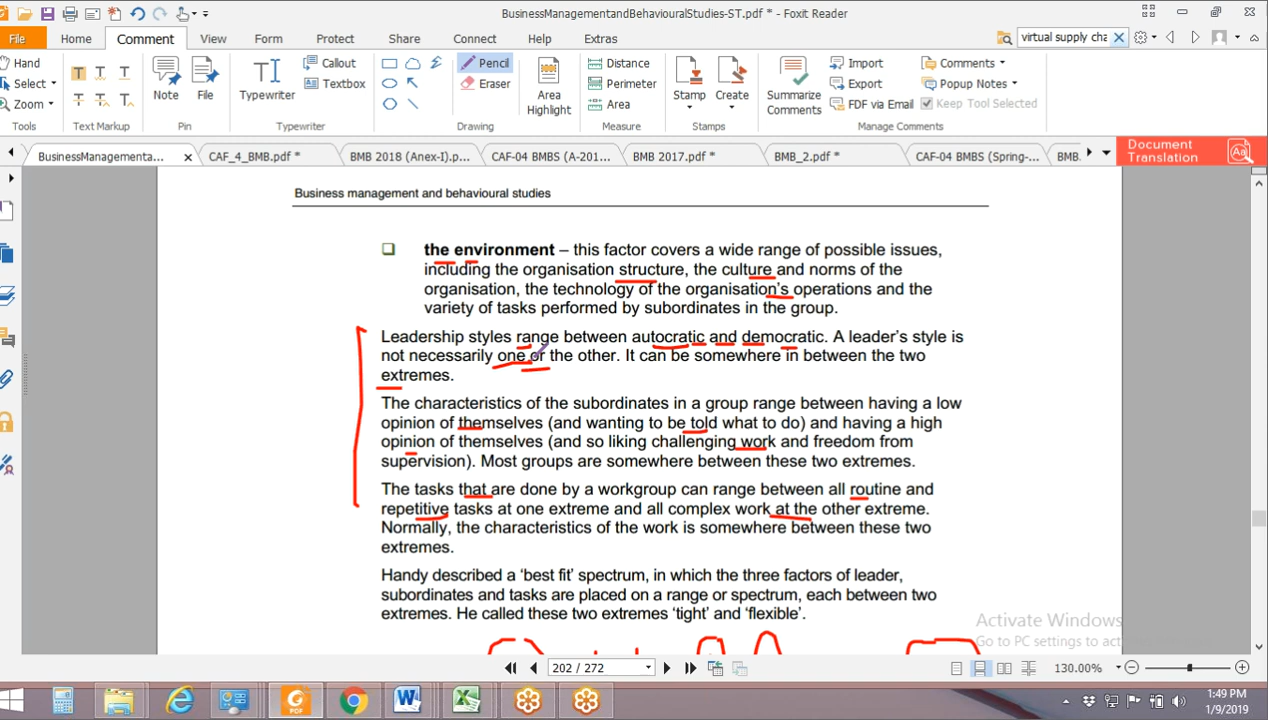 BusinessManagementandBehaviouralStudies-ST.pdf * - Foxit Reader
File Home Comment View Form Protect Share Connect Help Extras virtual supply cha
Hand Callout Pencil Distance Import Comments
Select Textbox Eraser Perimeter Export Popup Notes
Zoom Note File Typewriter Area Highlight Area Stamp Create Summarize Comments FDF via Email Keep Tool Selected
Tools Text Markup Pin Typewriter Drawing Measure Stamps Manage Comments
BusinessManagementa... CAF_4_BMB.pdf * BMB 2018 (Anex-I).p... CAF-04 BMBS (A-201... BMB 2017.pdf * BMB_2.pdf * CAF-04 BMBS (Spring-... BMB.
Document Translation
Business management and behavioural studies
the environment – this factor covers a wide range of possible issues,
including the organisation structure, the culture and norms of the
organisation, the technology of the organisation's operations and the
variety of tasks performed by subordinates in the group.
Leadership styles range between autocratic and democratic. A leader's style is
not necessarily one or the other. It can be somewhere in between the two
extremes.
The characteristics of the subordinates in a group range between having a low
opinion of themselves (and wanting to be told what to do) and having a high
opinion of themselves (and so liking challenging work and freedom from
supervision). Most groups are somewhere between these two extremes.
The tasks that are done by a workgroup can range between all routine and
repetitive tasks at one extreme and all complex work at the other extreme.
Normally, the characteristics of the work is somewhere between these two
extremes.
Handy described a 'best fit' spectrum, in which the three factors of leader,
subordinates and tasks are placed on a range or spectrum, each between two
extremes. He called these two extremes 'tight' and 'flexible'.
Activate Windows
Go to PC settings to act
202 / 272 130.00%
1:49 PM
1/9/2019